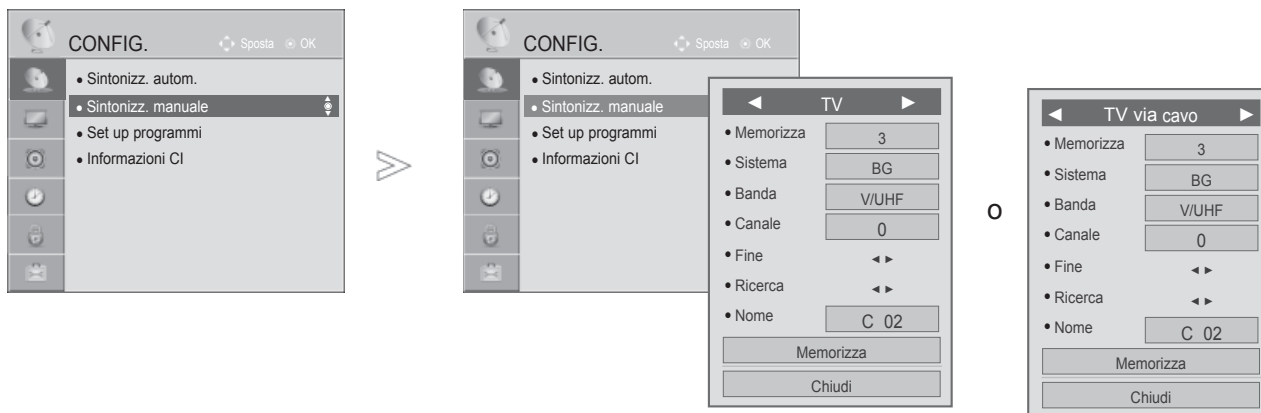 CONFIG.
Sposta OK
• Sintonizz. autom.
• Sintonizz. manuale
• Set up programmi
• Informazioni CI
CONFIG.
Sposta OK
• Sintonizz. autom.
• Sintonizz. manuale
• Set up programmi
• Informazioni CI
◄ TV ►
• Memorizza 3
• Sistema BG
• Banda V/UHF
• Canale 0
• Fine ◄ ►
• Ricerca ◄ ►
• Nome C 02
Memorizza
Chiudi
o
◄ TV via cavo ►
• Memorizza 3
• Sistema BG
• Banda V/UHF
• Canale 0
• Fine ◄ ►
• Ricerca ◄ ►
• Nome C 02
Memorizza
Chiudi